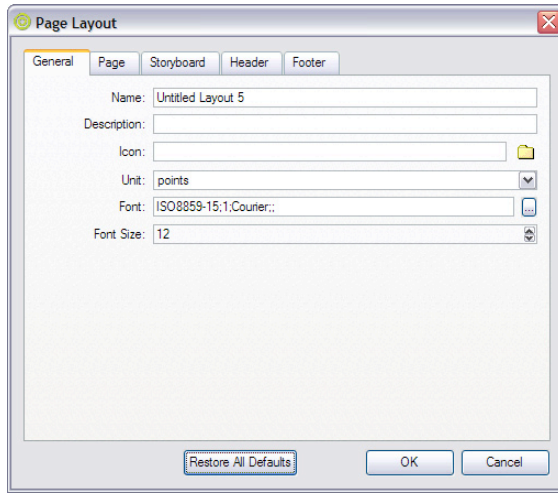 Page Layout
General Page Storyboard Header Footer
Name: Untitled Layout 5
Description:
Icon:
Unit: points
Font: ISO8859-15;1;Courier;;
...
Font Size: 12
Restore All Defaults OK Cancel